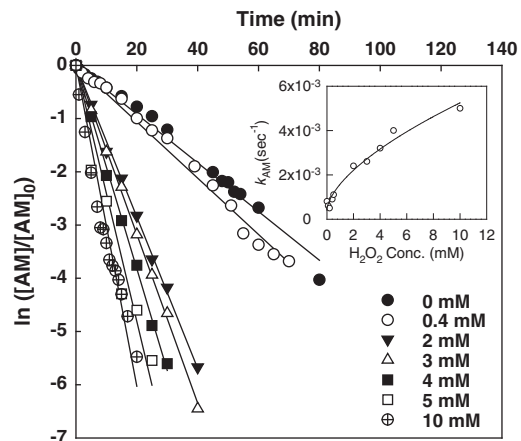 Time (min)
0 20 40 60 80 100 120 140
0
-1
-2
-3
-4
-5
-6
-7
ln ([AM]/[AM]₀)
6x10⁻³
4x10⁻³
2x10⁻³
0
k_AM(sec⁻¹)
0 2 4 6 8 10 12
H₂O₂ Conc. (mM)
0 mM
0.4 mM
2 mM
3 mM
4 mM
5 mM
10 mM